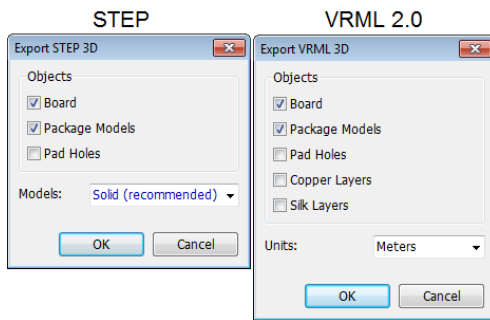 STEP
Export STEP 3D
Objects
Board
Package Models
Pad Holes
Models: Solid (recommended)
OK Cancel
VRML 2.0
Export VRML 3D
Objects
Board
Package Models
Pad Holes
Copper Layers
Silk Layers
Units: Meters
OK Cancel